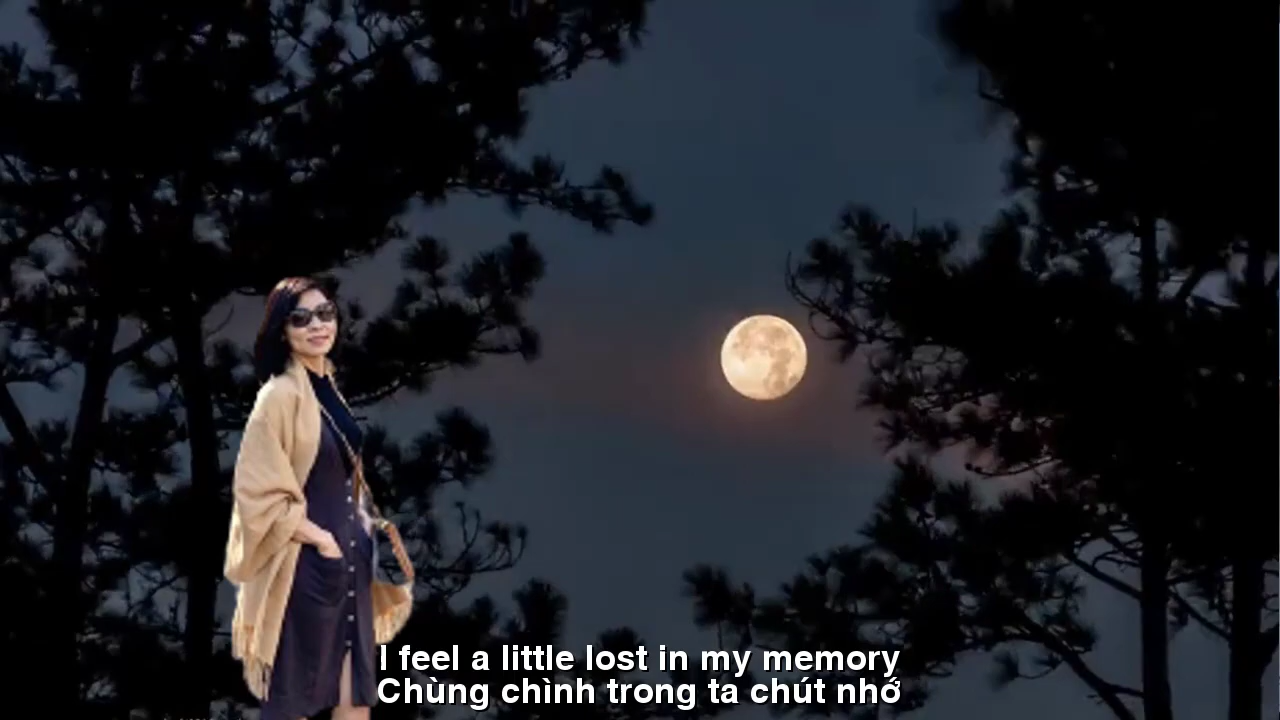 I feel a little lost in my memory
Chùng chình trong ta chút nhớ